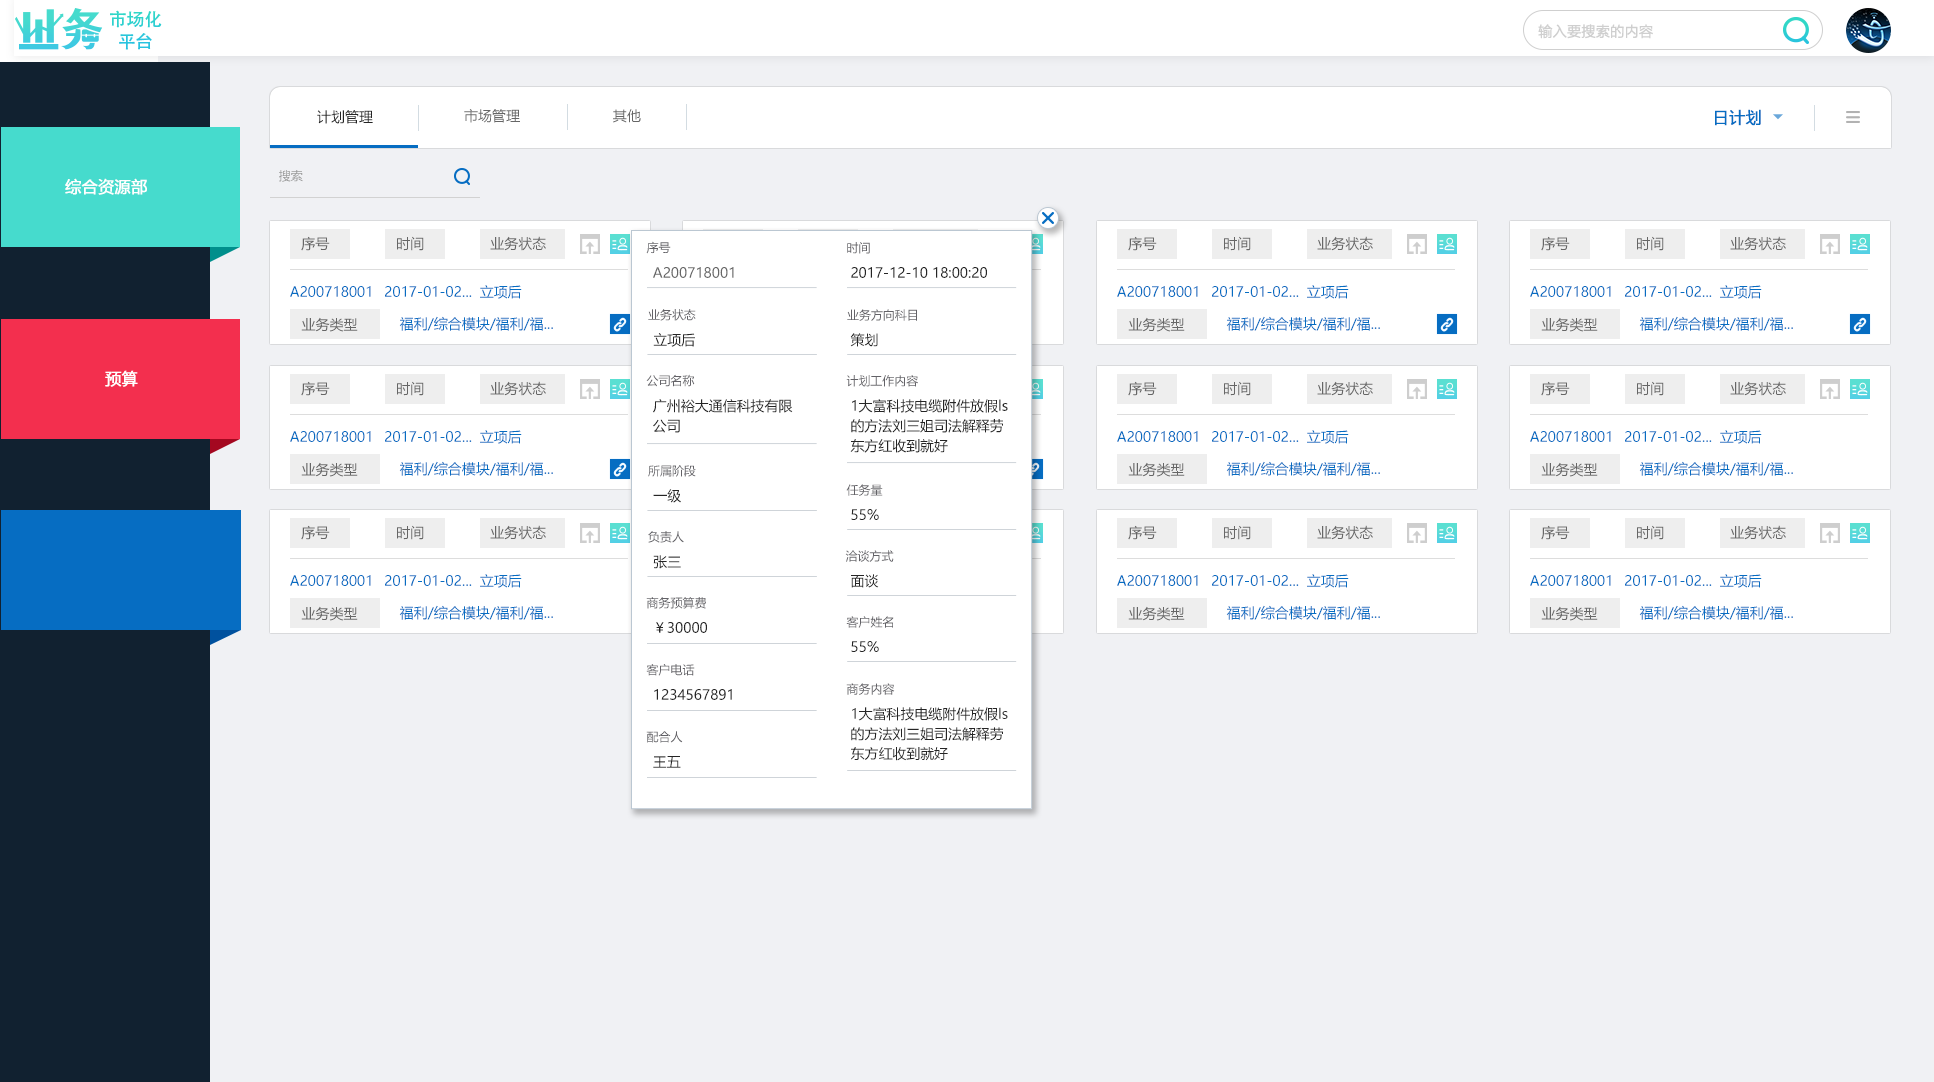 业务 市场化
平台
输入要搜索的内容
综合资源部
预算
计划管理 市场管理 其他 日计划
搜索
序号 时间 业务状态
A200718001 2017-01-02... 立项后
业务类型 福利/综合模块/福利/福...
序号 时间 业务状态
A200718001 2017-01-02... 立项后
业务类型 福利/综合模块/福利/福...
序号 时间 业务状态
A200718001 2017-01-02... 立项后
业务类型 福利/综合模块/福利/福...
序号
A200718001
业务状态
立项后
公司名称
广州裕大通信科技有限
公司
所属阶段
一级
负责人
张三
商务预算费
¥30000
客户电话
1234567891
配合人
王五
时间
2017-12-10 18:00:20
业务方向科目
策划
计划工作内容
1大富科技电缆附件放假ls
的方法刘三姐司法解释劳
东方红收到就好
任务量
55%
洽谈方式
面谈
客户姓名
55%
商务内容
1大富科技电缆附件放假ls
的方法刘三姐司法解释劳
东方红收到就好
序号 时间 业务状态
A200718001 2017-01-02... 立项后
业务类型 福利/综合模块/福利/福...
序号 时间 业务状态
A200718001 2017-01-02... 立项后
业务类型 福利/综合模块/福利/福...
序号 时间 业务状态
A200718001 2017-01-02... 立项后
业务类型 福利/综合模块/福利/福...
序号 时间 业务状态
A200718001 2017-01-02... 立项后
业务类型 福利/综合模块/福利/福...
序号 时间 业务状态
A200718001 2017-01-02... 立项后
业务类型 福利/综合模块/福利/福...
序号 时间 业务状态
A200718001 2017-01-02... 立项后
业务类型 福利/综合模块/福利/福...